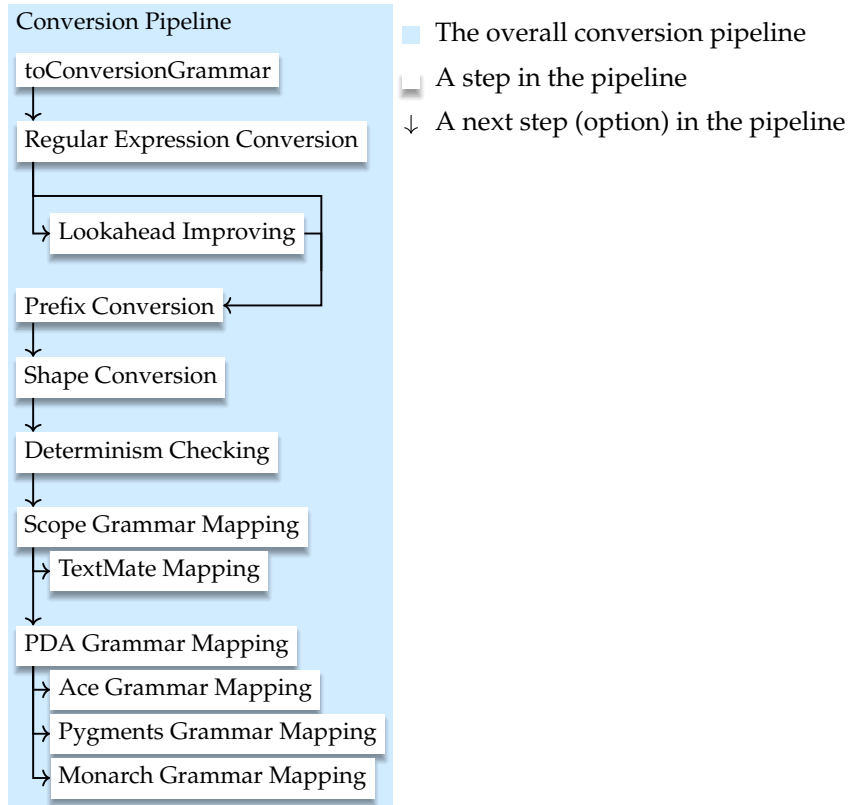 Conversion Pipeline
toConversionGrammar
Regular Expression Conversion
Lookahead Improving
Prefix Conversion
Shape Conversion
Determinism Checking
Scope Grammar Mapping
TextMate Mapping
PDA Grammar Mapping
Ace Grammar Mapping
Pygments Grammar Mapping
Monarch Grammar Mapping
The overall conversion pipeline
A step in the pipeline
↓ A next step (option) in the pipeline